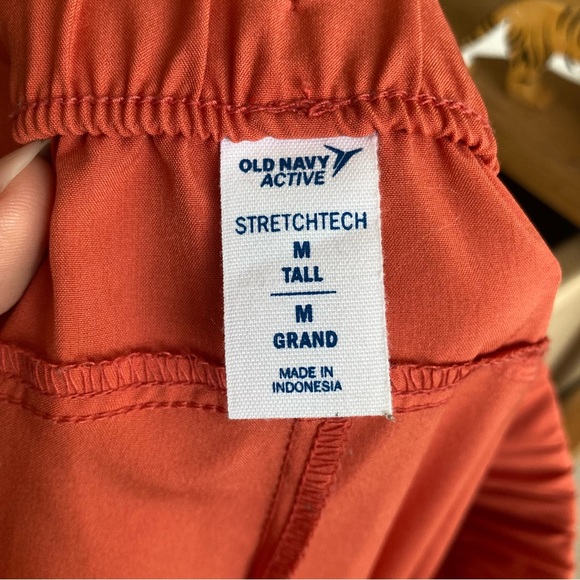 OLD NAVY
ACTIVE
STRETCHTECH
M
TALL
M
GRAND
MADE IN
INDONESIA